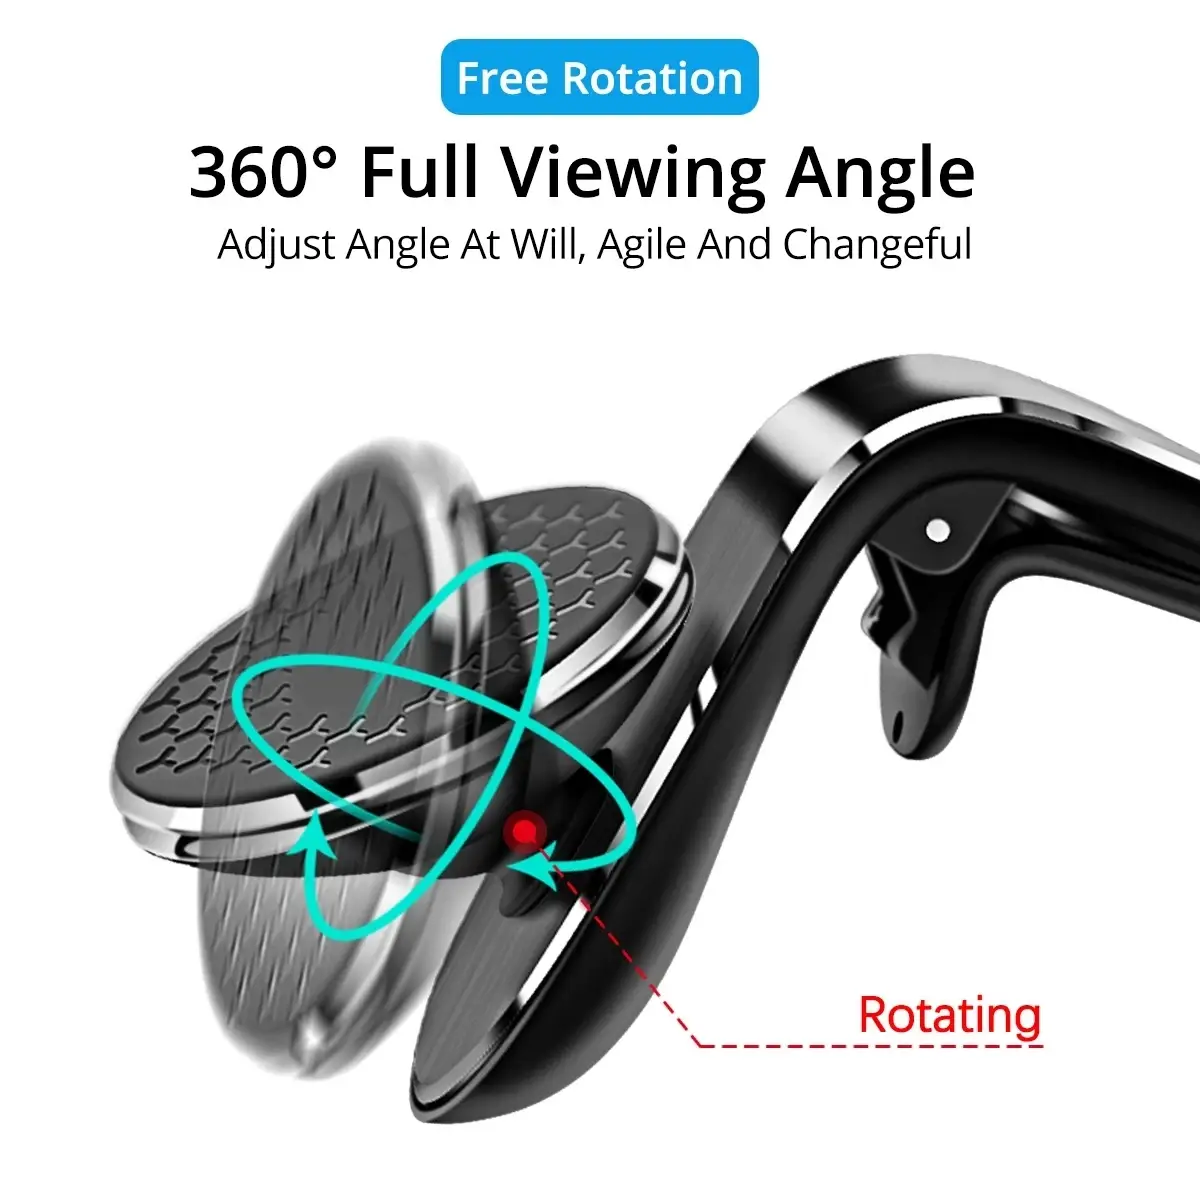 Free Rotation
360° Full Viewing Angle
Adjust Angle At Will, Agile And Changeful
Rotating